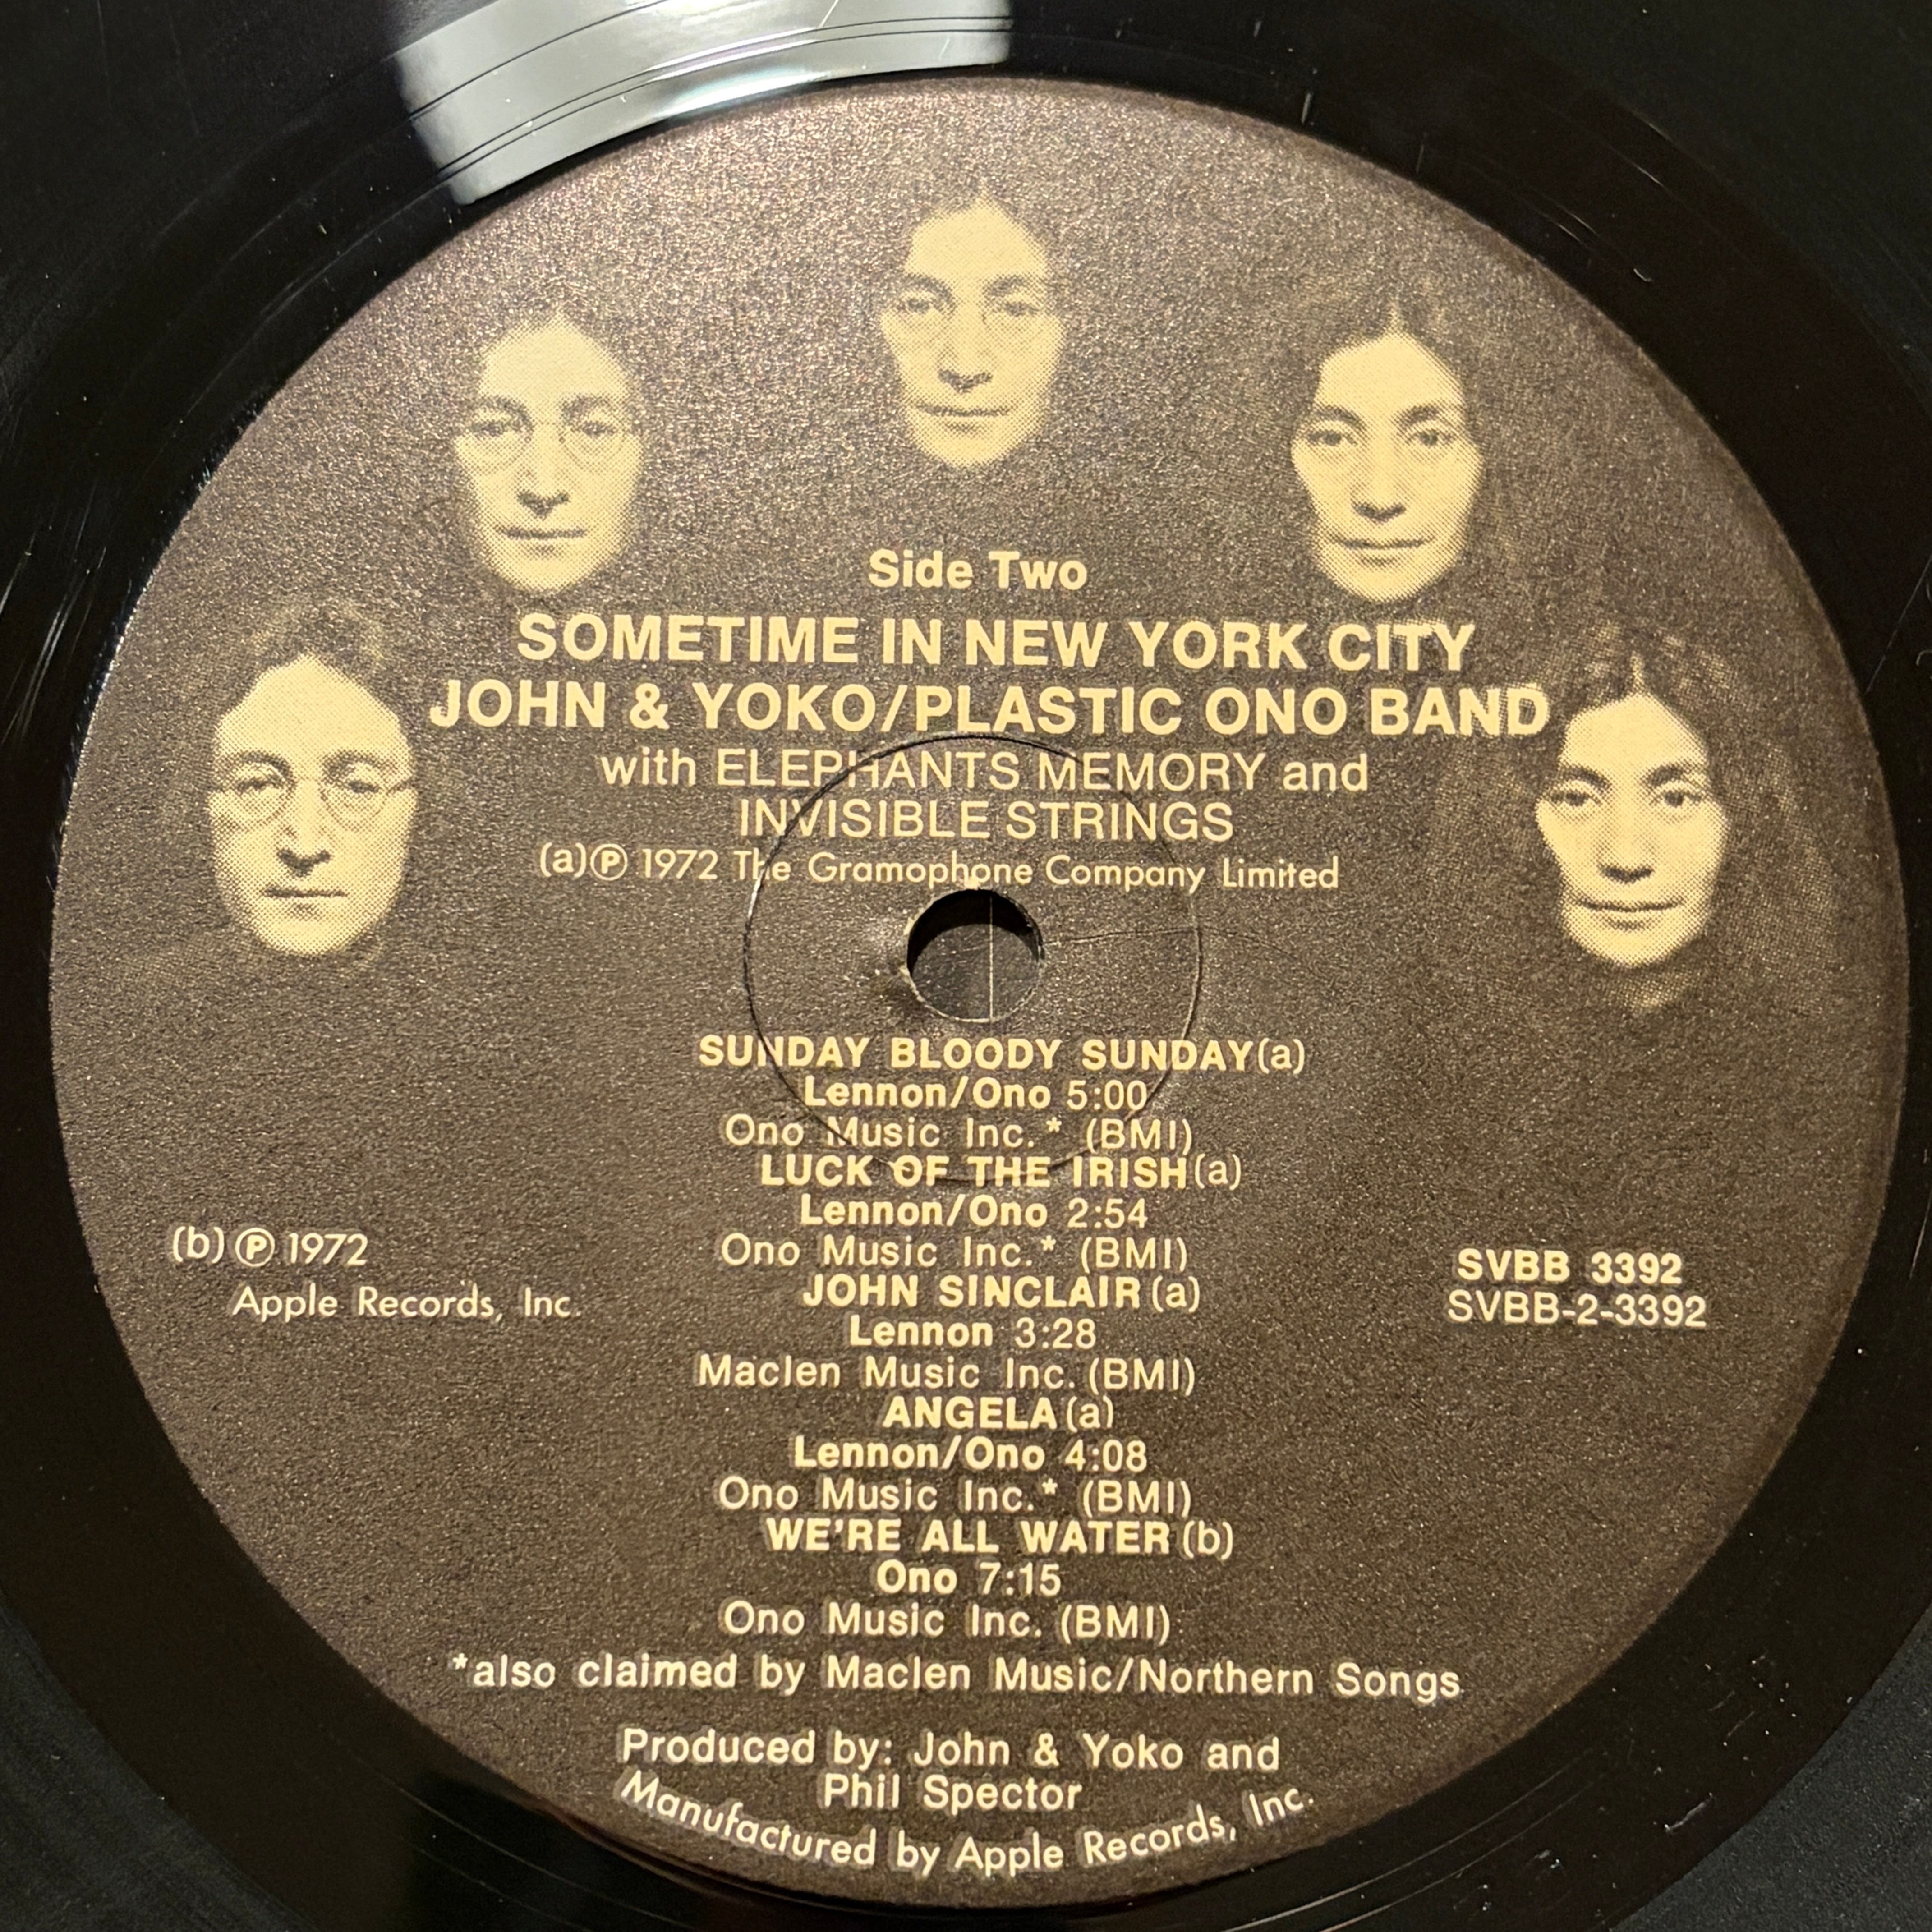 Side Two
SOMETIME IN NEW YORK CITY
JOHN & YOKO/PLASTIC ONO BAND
with ELEPHANTS MEMORY and
INVISIBLE STRINGS
(a)Ⓟ 1972 The Gramophone Company Limited
SUNDAY BLOODY SUNDAY(a)
Lennon/Ono 5:00
Ono Music Inc.* (BMI)
LUCK OF THE IRISH(a)
Lennon/Ono 2:54
Ono Music Inc.* (BMI)
JOHN SINCLAIR(a)
Lennon 3:28
Maclen Music Inc. (BMI)
ANGELA(a)
Lennon/Ono 4:08
Ono Music Inc.* (BMI)
WE'RE ALL WATER(b)
Ono 7:15
Ono Music Inc. (BMI)
(b)Ⓟ 1972
Apple Records, Inc.
SVBB 3392
SVBB-2-3392
*also claimed by Maclen Music/Northern Songs
Produced by: John & Yoko and
Phil Spector
Manufactured by Apple Records, Inc.